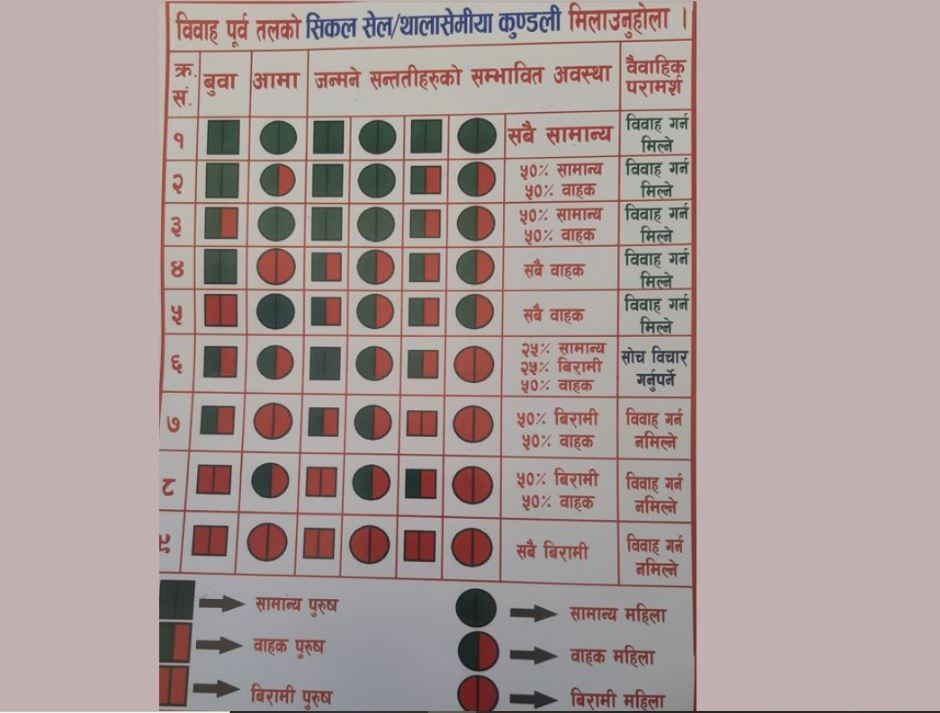 विवाह पूर्व तलको सिकल सेल/थालासेमीया कुण्डली मिलाउनुहोला ।
क्र. सं. बुवा आमा जन्मने सन्ततीहरुको सम्भावित अवस्था वैवाहिक परामर्श
१ सबै सामान्य विवाह गर्न मिल्ने
२ ५०% सामान्य ५०% वाहक विवाह गर्न मिल्ने
३ ५०% सामान्य ५०% वाहक विवाह गर्न मिल्ने
४ सबै वाहक विवाह गर्न मिल्ने
५ सबै वाहक विवाह गर्न मिल्ने
६ २५% सामान्य २५% बिरामी ५०% वाहक सोच विचार गर्नुपर्ने
७ ५०% बिरामी ५०% वाहक विवाह गर्न नमिल्ने
८ ५०% बिरामी ५०% वाहक विवाह गर्न नमिल्ने
९ सबै बिरामी विवाह गर्न नमिल्ने
सामान्य पुरुष सामान्य महिला
वाहक पुरुष वाहक महिला
बिरामी पुरुष बिरामी महिला